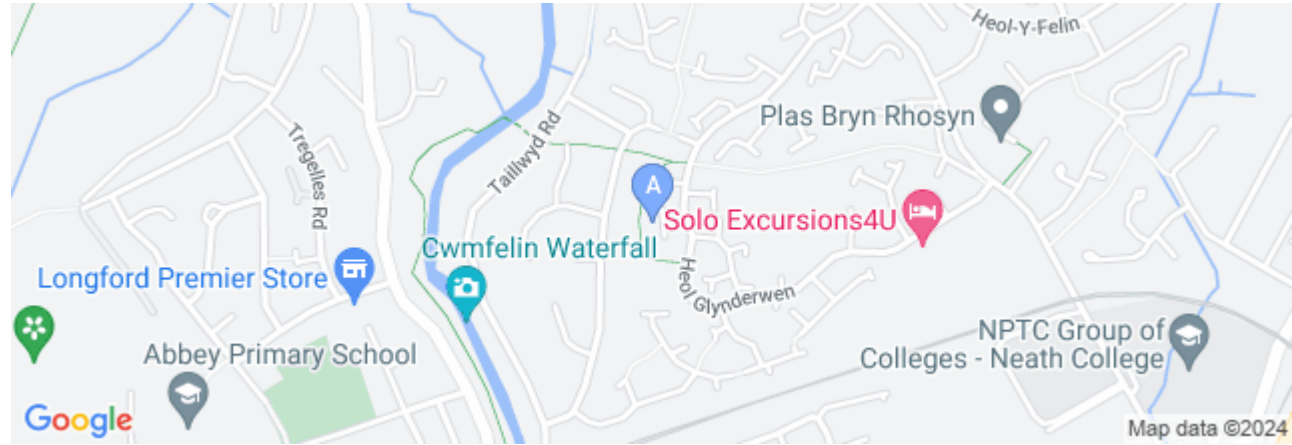 Heol-Y-Felin
Plas Bryn Rhosyn
Tregelles Rd
Taillwyd Rd
A
Solo Excursions4U
Cwmfelin Waterfall
Longford Premier Store
Heol Glynderwen
NPTC Group of
Colleges - Neath College
Abbey Primary School
Google
Map data ©2024